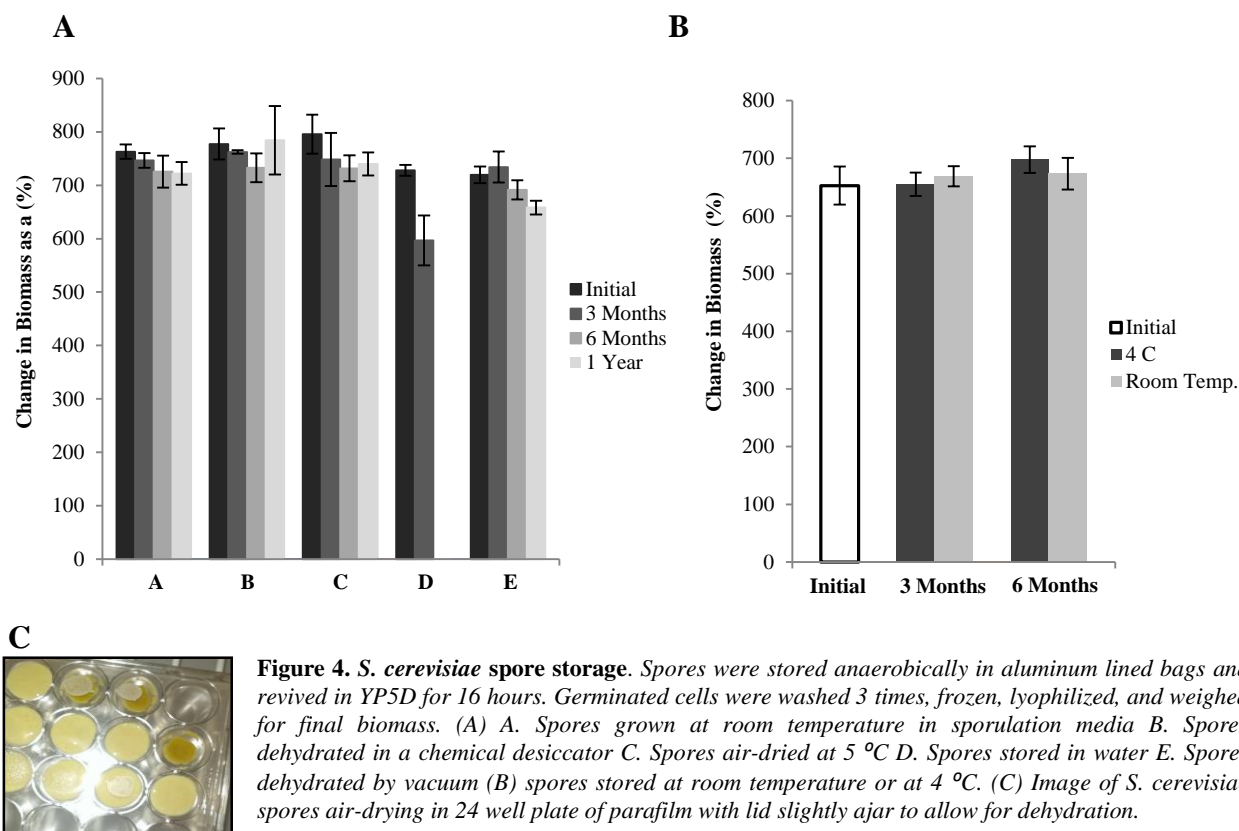 A
900
800
700
600
500
400
300
200
100
0
Change in Biomass as a (%)
A B C D E
Initial
3 Months
6 Months
1 Year
B
800
700
600
500
400
300
200
100
0
Change in Biomass (%)
Initial 3 Months 6 Months
Initial
4 C
Room Temp.
C
Figure 4. S. cerevisiae spore storage. Spores were stored anaerobically in aluminum lined bags and
revived in YP5D for 16 hours. Germinated cells were washed 3 times, frozen, lyophilized, and weighed
for final biomass. (A) A. Spores grown at room temperature in sporulation media B. Spore
dehydrated in a chemical desiccator C. Spores air-dried at 5 ºC D. Spores stored in water E. Spore
dehydrated by vacuum (B) spores stored at room temperature or at 4 ºC. (C) Image of S. cerevisia
spores air-drying in 24 well plate of parafilm with lid slightly ajar to allow for dehydration.